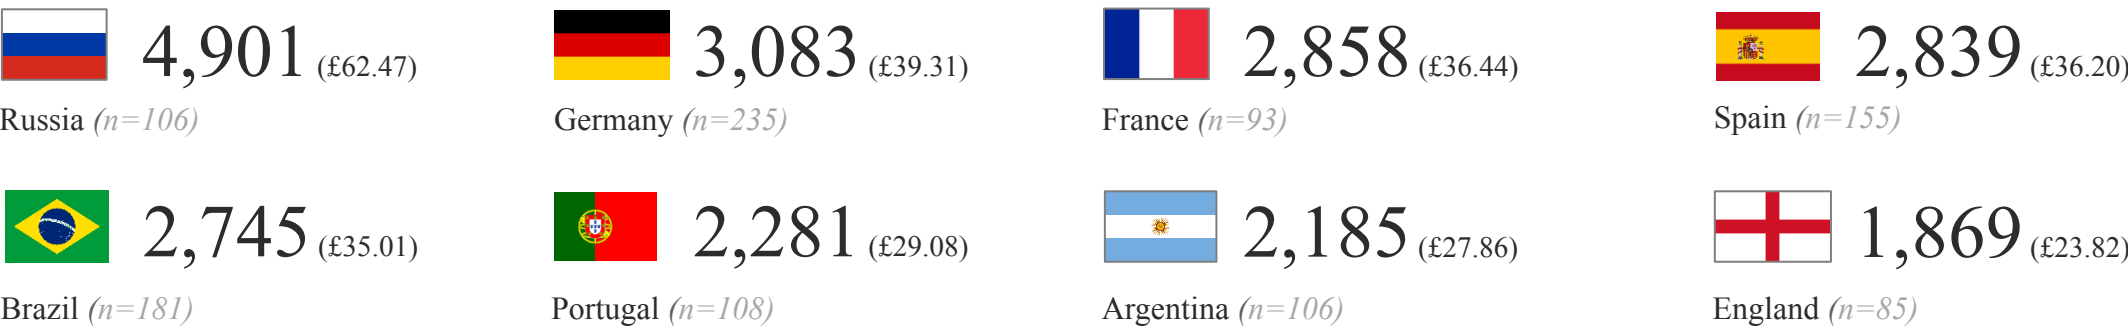 4,901 (£62.47) 3,083 (£39.31) 2,858 (£36.44) 2,839 (£36.20)
Russia (n=106) Germany (n=235) France (n=93) Spain (n=155)
2,745 (£35.01) 2,281 (£29.08) 2,185 (£27.86) 1,869 (£23.82)
Brazil (n=181) Portugal (n=108) Argentina (n=106) England (n=85)